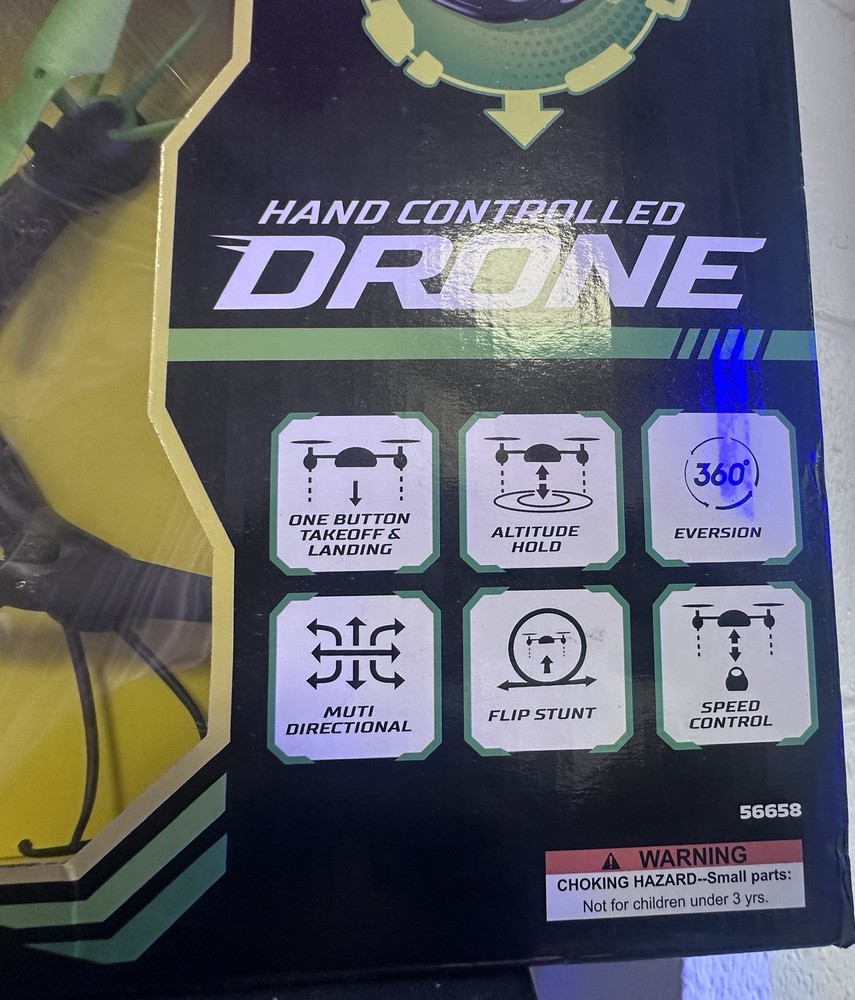 HAND CONTROLLED
DRONE
ONE BUTTON
TAKEOFF &
LANDING
ALTITUDE
HOLD
360°
EVERSION
MUTI
DIRECTIONAL
FLIP STUNT
SPEED
CONTROL
56658
WARNING
CHOKING HAZARD--Small parts:
Not for children under 3 yrs.